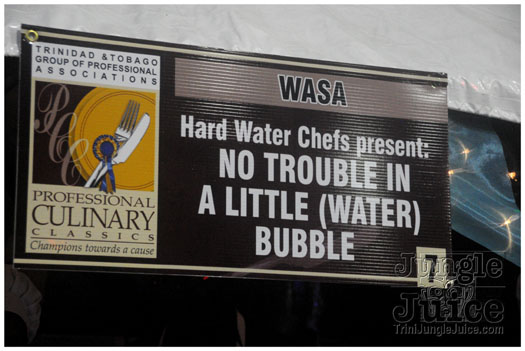 TRINIDAD & TOBAGO
GROUP OF PROFESSIONAL
ASSOCIATIONS
PCC
PROFESSIONAL
CULINARY
CLASSICS
Champions towards a cause
WASA
Hard Water Chefs present:
NO TROUBLE IN
A LITTLE (WATER)
BUBBLE
7
Jungle
Juice
TriniJungleJuice.com